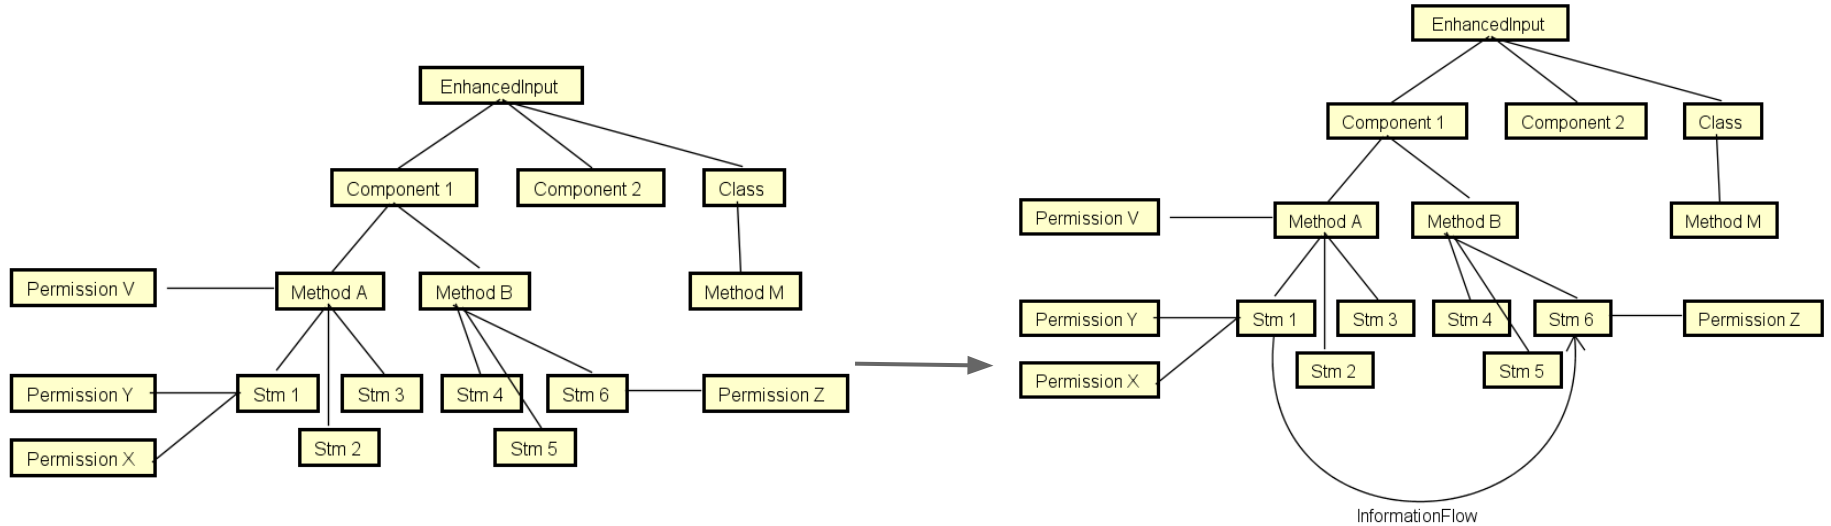 EnhancedInput
Component 1
Component 2
Class
Permission V
Method A
Method B
Method M
Permission Y
Stm 1
Stm 3
Stm 4
Stm 6
Permission Z
Permission X
Stm 2
Stm 5
EnhancedInput
Component 1
Component 2
Class
Permission V
Method A
Method B
Method M
Permission Y
Stm 1
Stm 3
Stm 4
Stm 6
Permission Z
Permission X
Stm 2
Stm 5
InformationFlow